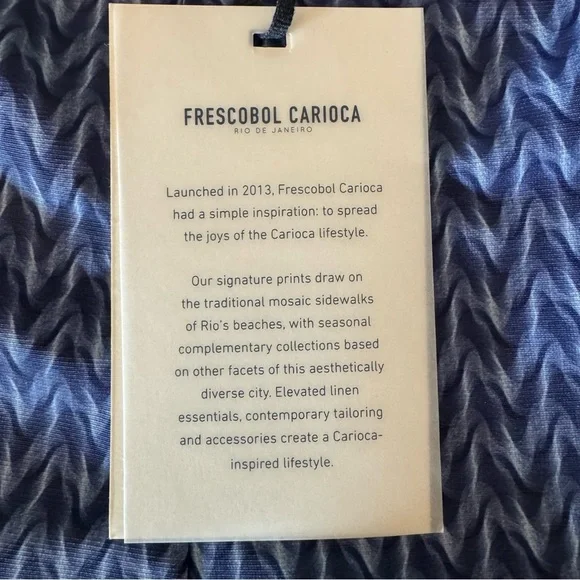 FRESCOBOL CARIOCA
RIO DE JANEIRO
Launched in 2013, Frescobol Carioca
had a simple inspiration: to spread
the joys of the Carioca lifestyle.
Our signature prints draw on
the traditional mosaic sidewalks
of Rio's beaches, with seasonal
complementary collections based
on other facets of this aesthetically
diverse city. Elevated linen
essentials, contemporary tailoring
and accessories create a Carioca-
inspired lifestyle.